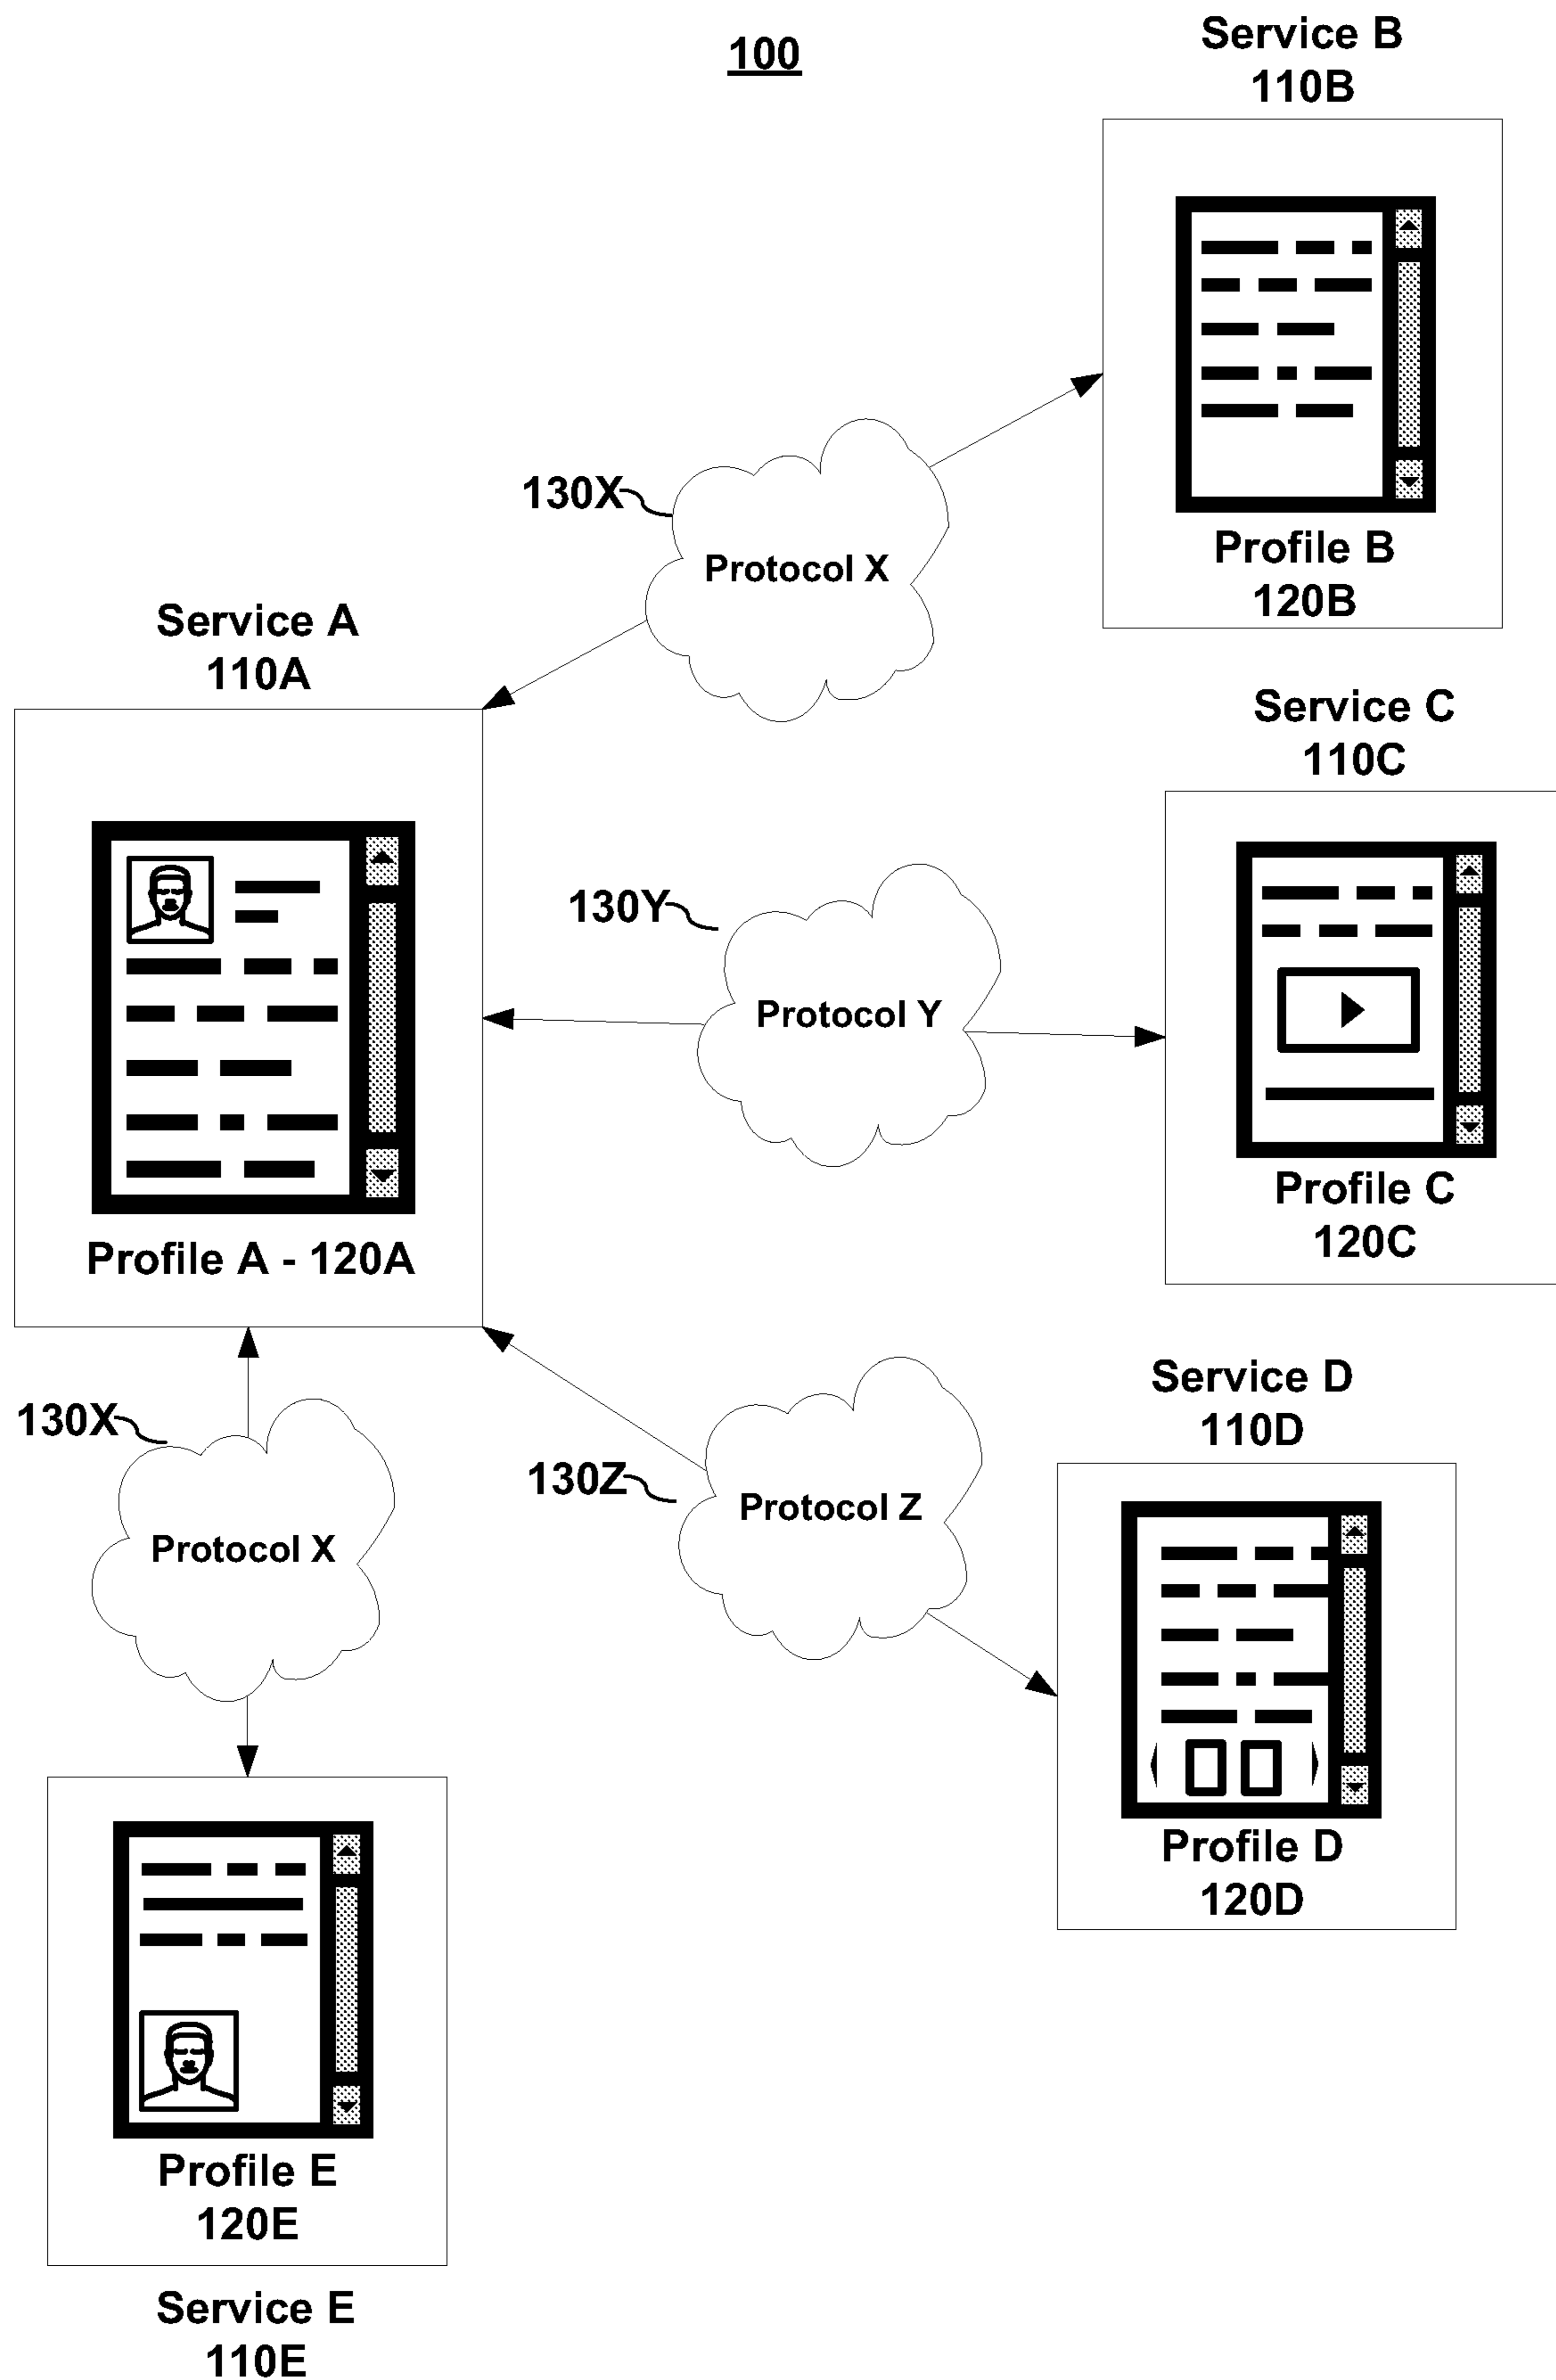 100
Service B
110B
Profile B
120B
130X
Protocol X
Service A
110A
Profile A - 120A
Service C
110C
Profile C
120C
130Y
Protocol Y
Service D
110D
Profile D
120D
130Z
Protocol Z
130X
Protocol X
Profile E
120E
Service E
110E